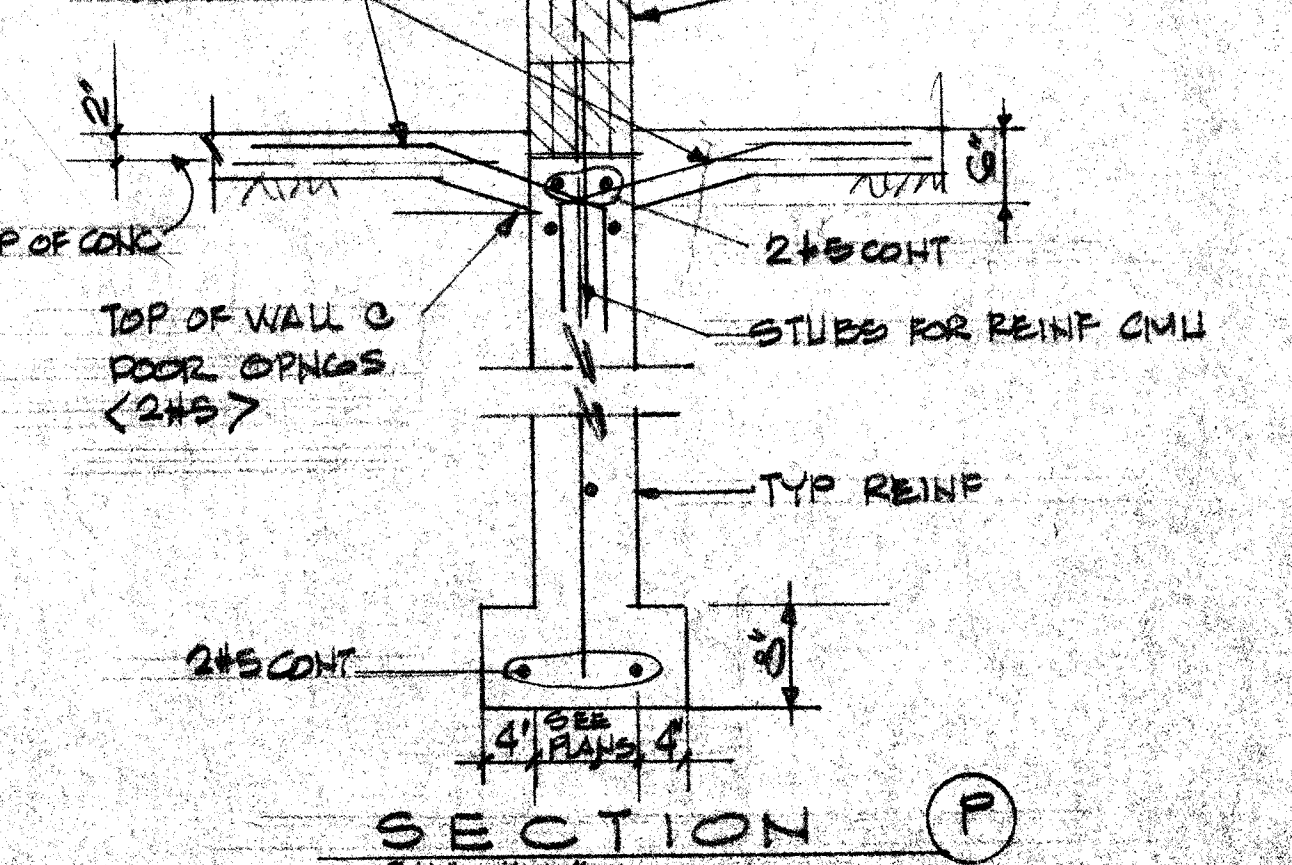 2"
6"
P OF CONC
2#5 CONT
TOP OF WALL @
DOOR OPNGS
<2#5>
STUBS FOR REINF CMU
TYP REINF
2#5 CONT
8"
4" SEE PLANS 4"
SECTION P